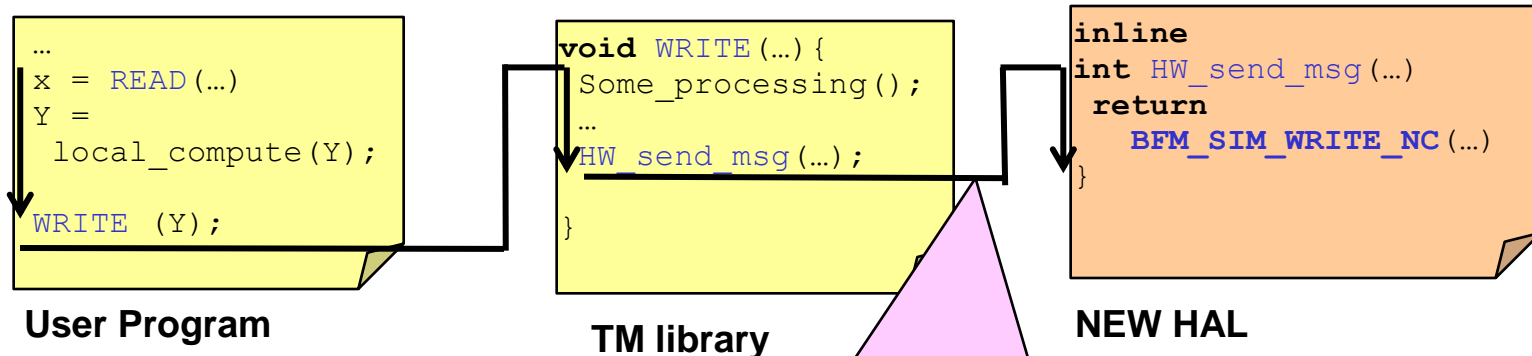 …
x = READ(…)
Y =
local_compute(Y);
WRITE (Y);
User Program
void WRITE(…){
Some_processing();
…
HW_send_msg(…);
}
TM library
inline
int HW_send_msg(…)
return
BFM_SIM_WRITE_NC(…)
}
NEW HAL